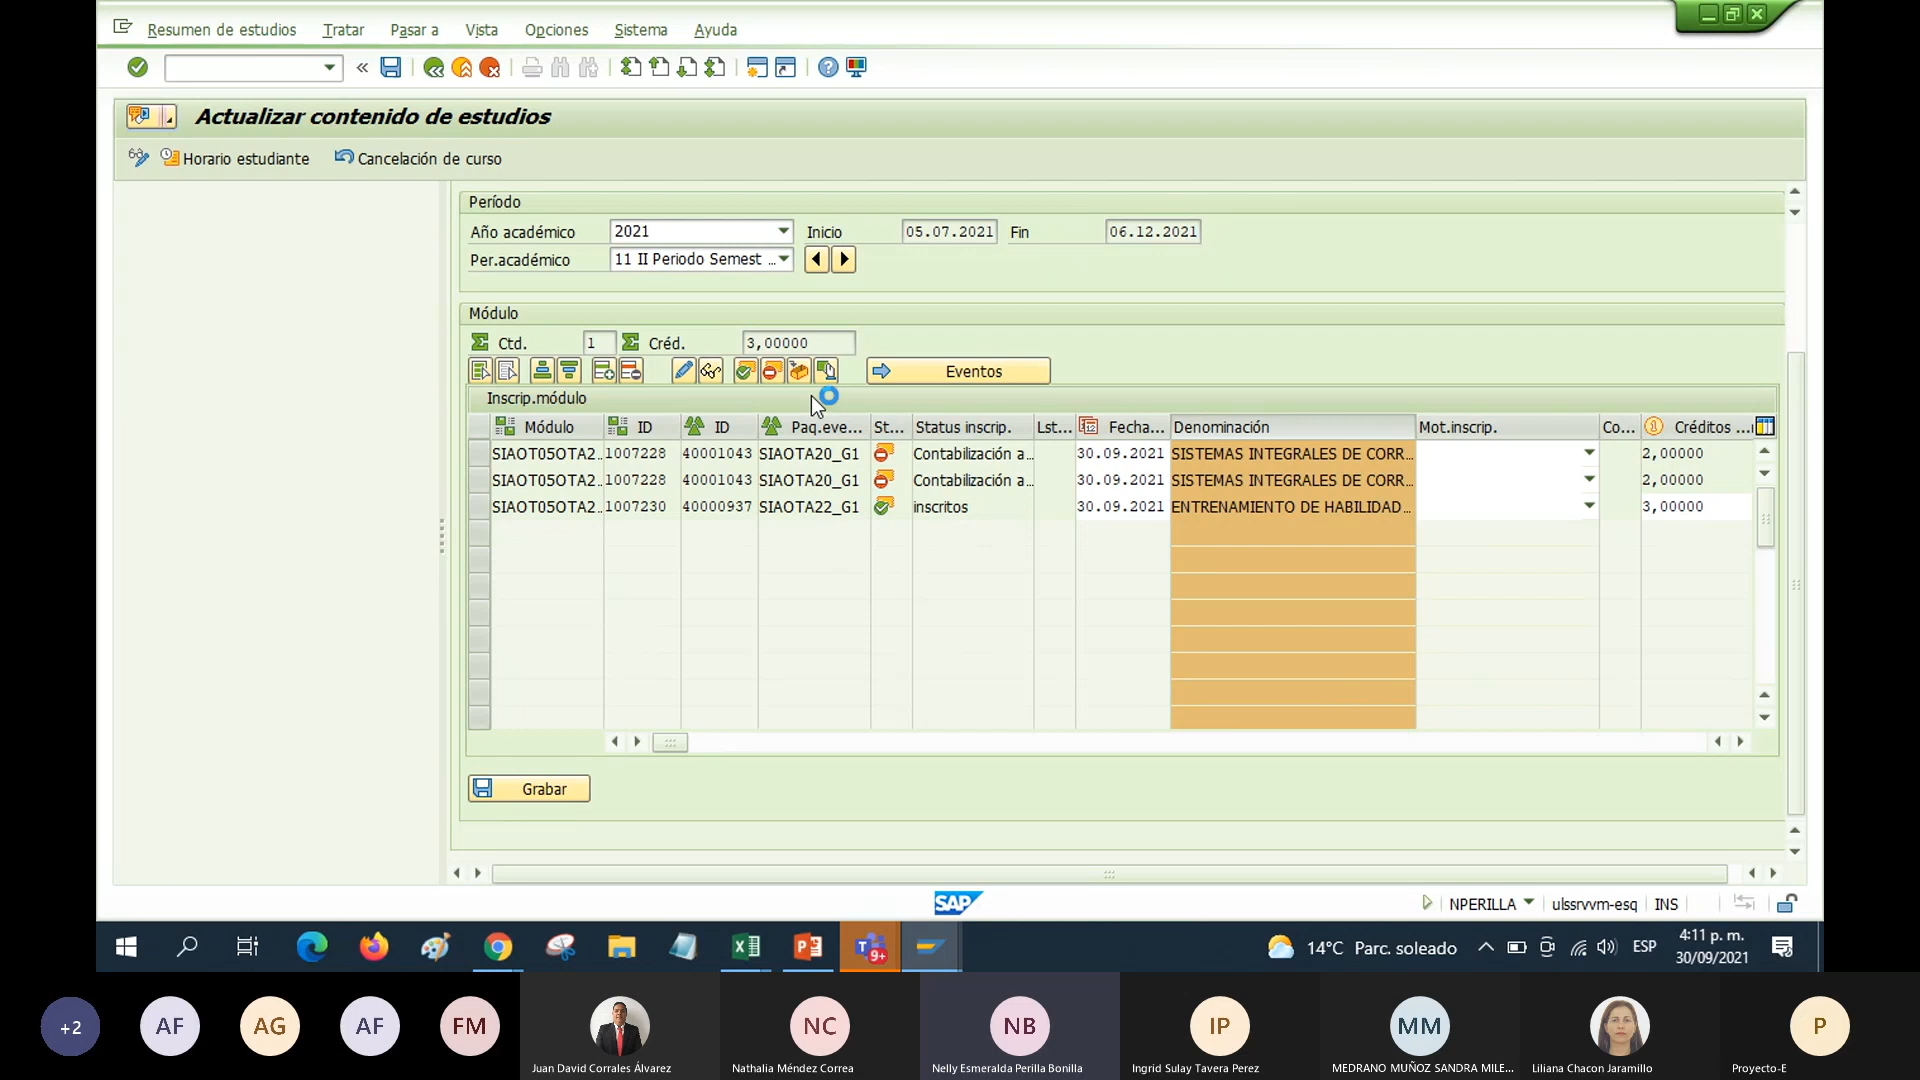 Resumen de estudios Tratar Pasar a Vista Opciones Sistema Ayuda
Actualizar contenido de estudios
Horario estudiante Cancelación de curso
Período
Año académico 2021 Inicio 05.07.2021 Fin 06.12.2021
Per.académico 11 II Periodo Semest ...
Módulo
Ctd. 1 Créd. 3,00000
Eventos
Inscrip.módulo
Módulo ID ID Paq.eve... St... Status inscrip. Lst... Fecha... Denominación Mot.inscrip. Co... Créditos ...
SIAOT05OTA2.. 1007228 40001043 SIAOTA20_G1 Contabilización a... 30.09.2021 SISTEMAS INTEGRALES DE CORR... 2,00000
SIAOT05OTA2.. 1007228 40001043 SIAOTA20_G1 Contabilización a... 30.09.2021 SISTEMAS INTEGRALES DE CORR... 2,00000
SIAOT05OTA2.. 1007230 40000937 SIAOTA22_G1 inscritos 30.09.2021 ENTRENAMIENTO DE HABILIDAD... 3,00000
Grabar
SAP NPERILLA ulssrvvm-esq INS
9+ 14°C Parc. soleado ESP 4:11 p. m.
30/09/2021
+2 AF AG AF FM NC NB IP MM P
Juan David Corrales Álvarez Nathalia Méndez Correa Nelly Esmeralda Perilla Bonilla Ingrid Sulay Tavera Perez MEDRANO MUÑOZ SANDRA MILE... Liliana Chacon Jaramillo Proyecto-E